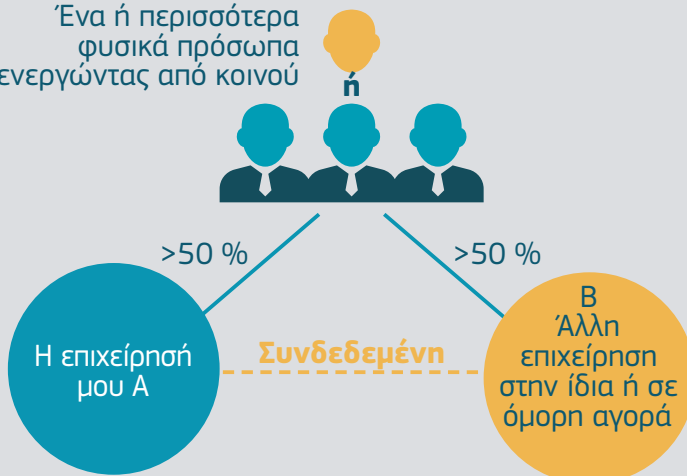 Ένα ή περισσότερα
φυσικά πρόσωπα
ενεργώντας από κοινού
ή
>50 %
>50 %
Η επιχείρησή
μου Α
Συνδεδεμένη
Β
Άλλη
επιχείρηση
στην ίδια ή σε
όμορη αγορά